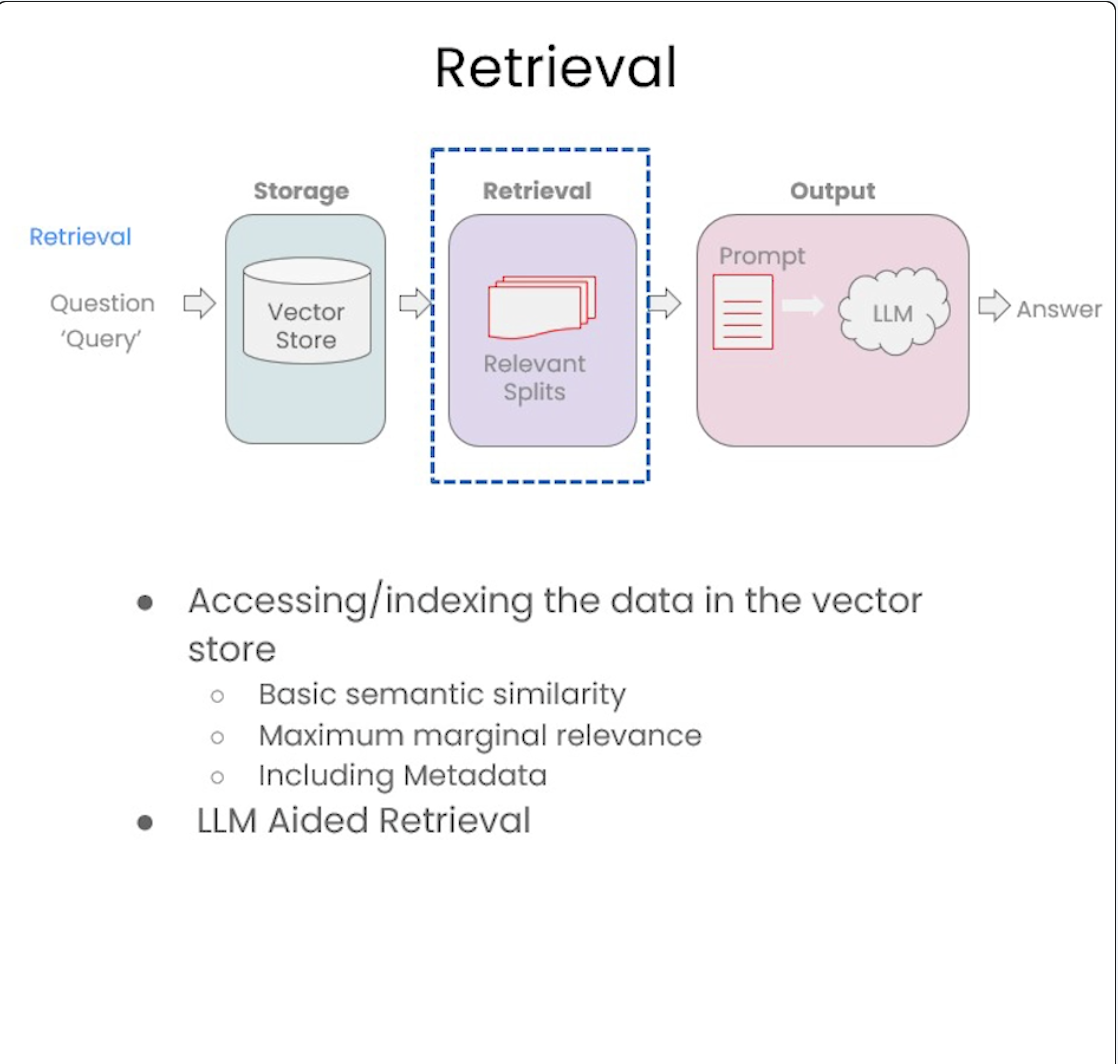 Retrieval
Storage
Retrieval
Output
Retrieval
Question
‘Query’
Vector
Store
Relevant
Splits
Prompt
LLM
Answer
● Accessing/indexing the data in the vector
store
○ Basic semantic similarity
○ Maximum marginal relevance
○ Including Metadata
● LLM Aided Retrieval